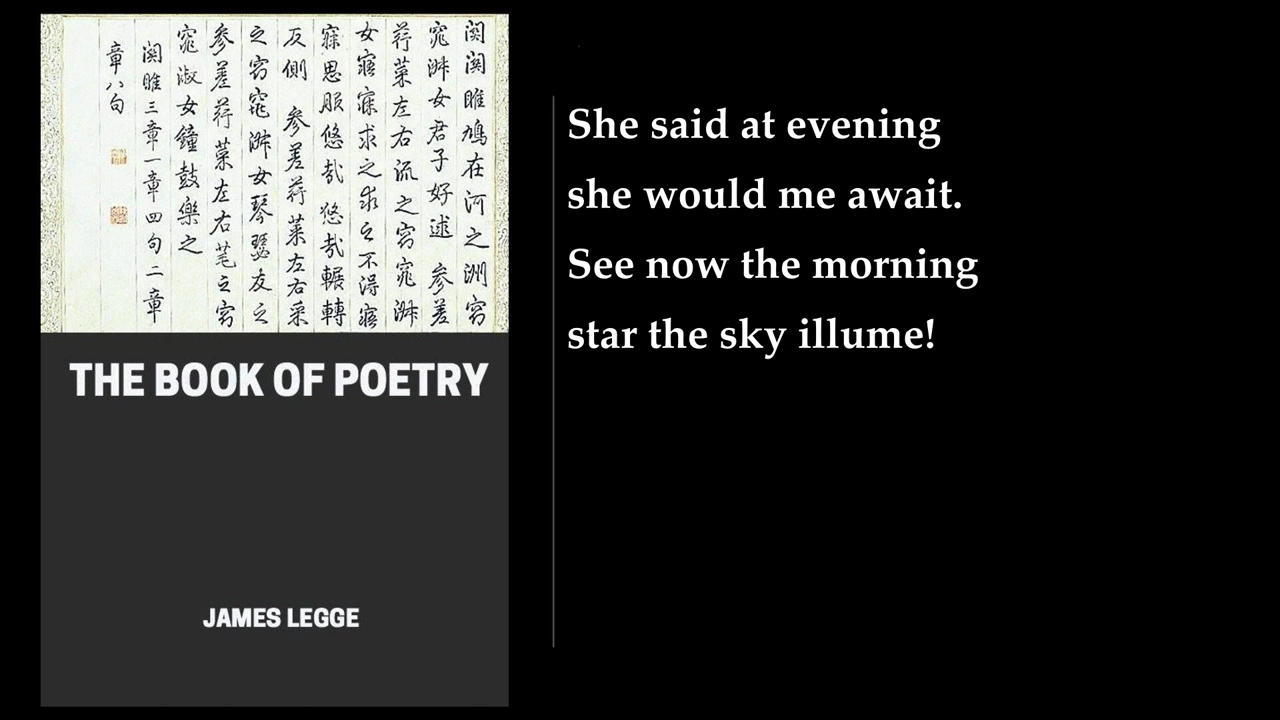 關關雎鳩在河之洲窈
窕淑女君子好逑 參差
荇菜左右流之窈窕淑
女寤寐求之求之不得寤
寐思服悠哉悠哉輾轉
反側 參差荇菜左右采
之窈窕淑女琴瑟友之
參差荇菜左右芼之窈
窕淑女鐘鼓樂之
關雎三章一章四句二章
章八句
THE BOOK OF POETRY
JAMES LEGGE
She said at evening
she would me await.
See now the morning
star the sky illume!